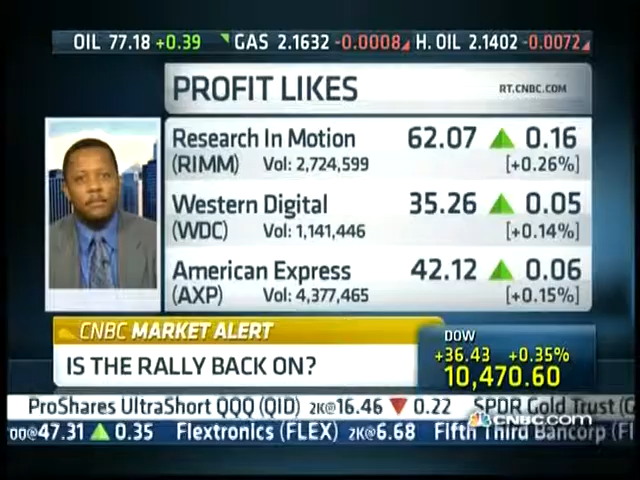 OIL 77.18 +0.39 GAS 2.1632 -0.0008 H. OIL 2.1402 -0.0072
PROFIT LIKES RT.CNBC.COM
Research In Motion 62.07 0.16
(RIMM) Vol: 2,724,599 [+0.26%]
Western Digital 35.26 0.05
(WDC) Vol: 1,141,446 [+0.14%]
American Express 42.12 0.06
(AXP) Vol: 4,377,465 [+0.15%]
CNBC MARKET ALERT
IS THE RALLY BACK ON?
DOW
+36.43 +0.35%
10,470.60
ProShares UltraShort QQQ (QID) 2K@16.46 0.22 SPDR Gold Trust (
CNBC.COM
00@47.31 0.35 Flextronics (FLEX) 2K@6.68 Fifth Third Bancorp (FI